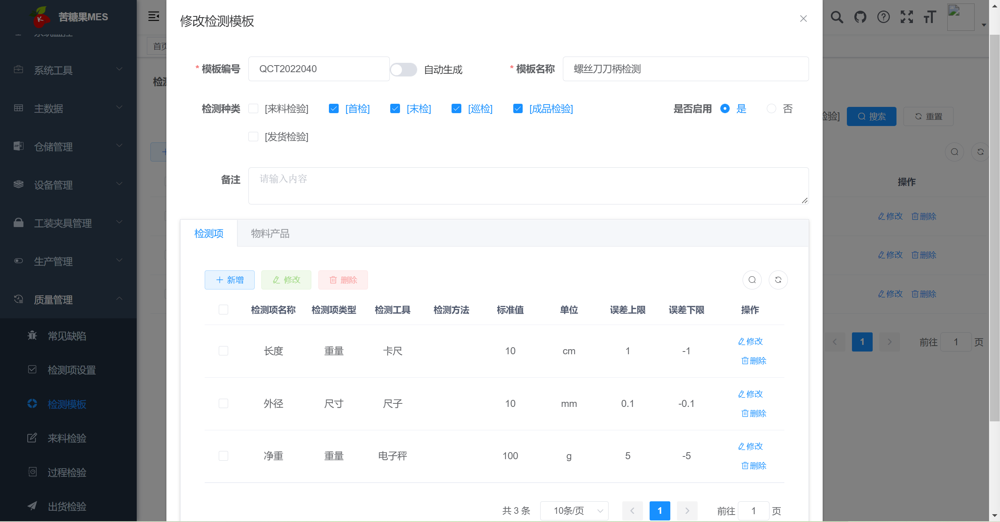 苦糖果MES
系统监控
系统工具
主数据
仓储管理
设备管理
工装夹具管理
生产管理
质量管理
常见缺陷
检测项设置
检测模板
来料检验
过程检验
出货检验
首页
检测
修改检测模板
* 模板编号 QCT2022040 自动生成 * 模板名称 螺丝刀刀柄检测
检测种类 [来料检验] [首检] [末检] [巡检] [成品检验] 是否启用 是 否
[发货检验]
备注 请输入内容
检测项 物料产品
新增 修改 删除
检测项名称 检测项类型 检测工具 检测方法 标准值 单位 误差上限 误差下限 操作
长度 重量 卡尺 10 cm 1 -1 修改 删除
外径 尺寸 尺子 10 mm 0.1 -0.1 修改 删除
净重 重量 电子秤 100 g 5 -5 修改 删除
共 3 条 10条/页 1 前往 1 页
检验] 搜索 重置
操作
修改 删除
修改 删除
修改 删除
1 前往 1 页